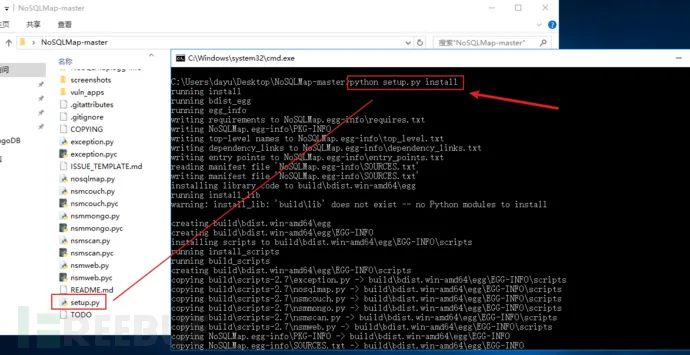 NoSQLMap-master
文件
共享
查看
NoSQLMap-master
搜索"NoSQLMap-master"
screenshots
vuln_apps
.gitattributes
.gitignore
COPYING
exception.py
exception.pyc
ISSUE_TEMPLATE.md
nosqlmap.py
nsmcouch.py
nsmcouch.pyc
nsmmongo.py
nsmmongo.pyc
nsmscan.py
nsmscan.pyc
nsmweb.py
nsmweb.pyc
README.md
setup.py
TODO
C:\Windows\system32\cmd.exe
C:\Users\dayu\Desktop\NoSQLMap-master>python setup.py install
running install
running bdist_egg
running egg_info
writing requirements to NoSQLMap.egg-info\requires.txt
writing NoSQLMap.egg-info\PKG-INFO
writing top-level names to NoSQLMap.egg-info\top_level.txt
writing dependency_links to NoSQLMap.egg-info\dependency_links.txt
writing entry points to NoSQLMap.egg-info\entry_points.txt
reading manifest file 'NoSQLMap.egg-info\SOURCES.txt'
writing manifest file 'NoSQLMap.egg-info\SOURCES.txt'
installing library code to build\bdist.win-amd64\egg
running install_lib
warning: install_lib: 'build\lib' does not exist -- no Python modules to install
creating build\bdist.win-amd64\egg
creating build\bdist.win-amd64\egg\EGG-INFO
installing scripts to build\bdist.win-amd64\egg\EGG-INFO\scripts
running install_scripts
running build_scripts
creating build\bdist.win-amd64\egg\EGG-INFO\scripts
copying build\scripts-2.7\exception.py -> build\bdist.win-amd64\egg\EGG-INFO\scripts
copying build\scripts-2.7\nosqlmap.py -> build\bdist.win-amd64\egg\EGG-INFO\scripts
copying build\scripts-2.7\nsmcouch.py -> build\bdist.win-amd64\egg\EGG-INFO\scripts
copying build\scripts-2.7\nsmmongo.py -> build\bdist.win-amd64\egg\EGG-INFO\scripts
copying build\scripts-2.7\nsmscan.py -> build\bdist.win-amd64\egg\EGG-INFO\scripts
copying build\scripts-2.7\nsmweb.py -> build\bdist.win-amd64\egg\EGG-INFO\scripts
copying NoSQLMap.egg-info\PKG-INFO -> build\bdist.win-amd64\egg\EGG-INFO
copying NoSQLMap.egg-info\SOURCES.txt -> build\bdist.win-amd64\egg\EGG-INFO